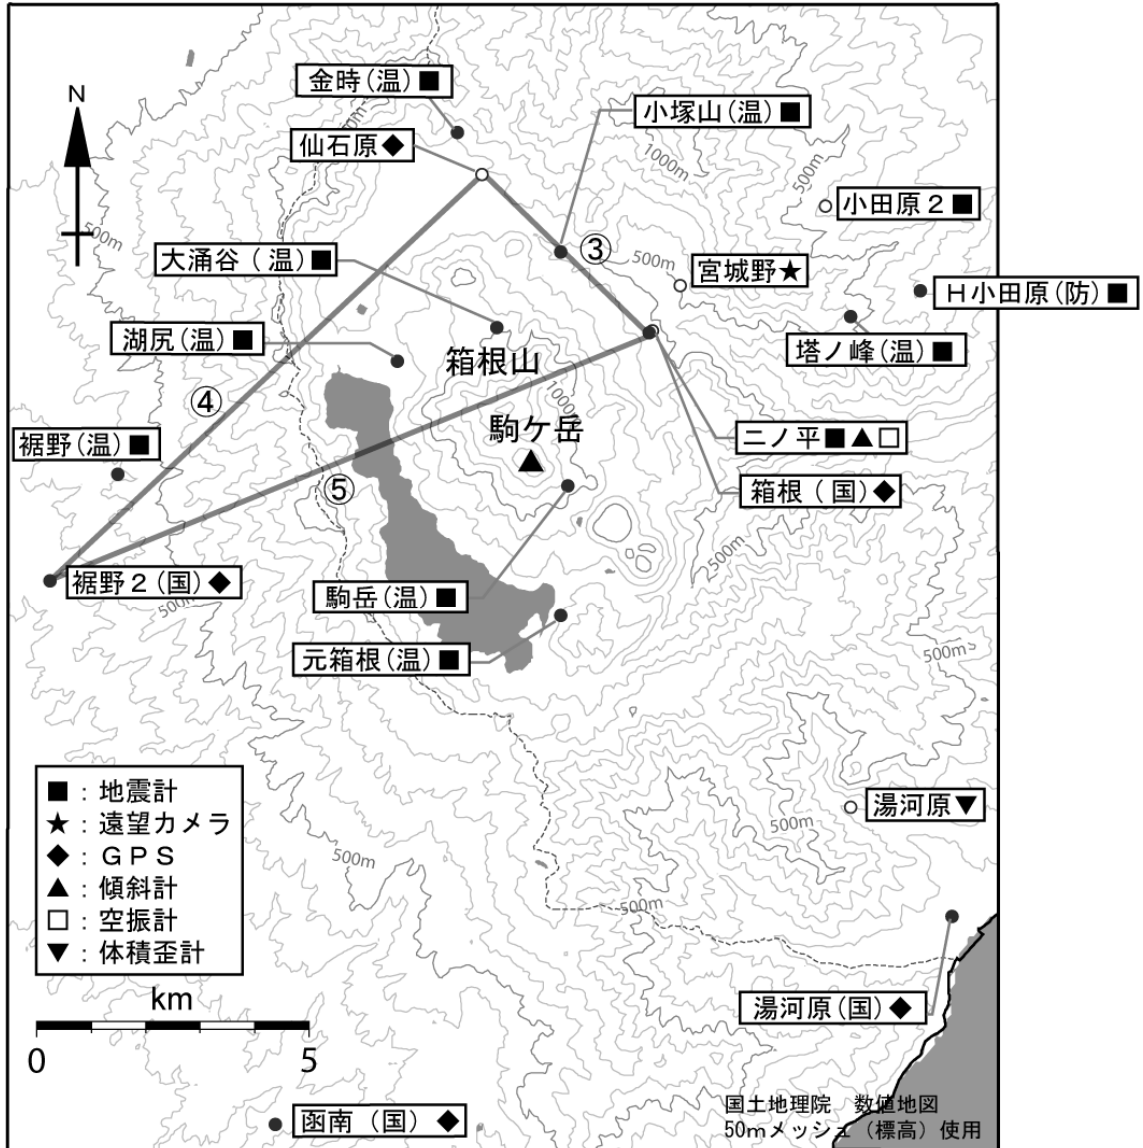 金時(温)■
小塚山(温)■
N
仙石原◆
1000m
500m
小田原2■
500m
大涌谷(温)■
③
500m
宮城野★
H小田原(防)■
湖尻(温)■
箱根山
塔ノ峰(温)■
④
1000m
駒ケ岳
裾野(温)■
二ノ平■▲□
⑤
箱根(国)◆
500m
裾野2(国)◆
500m
駒岳(温)■
元箱根(温)■
500m
■:地震計
★:遠望カメラ
◆:GPS
▲:傾斜計
□:空振計
▼:体積歪計
湯河原▼
500m
500m
500m
km
0 5
湯河原(国)◆
函南(国)◆
国土地理院 数値地図
50mメッシュ(標高)使用